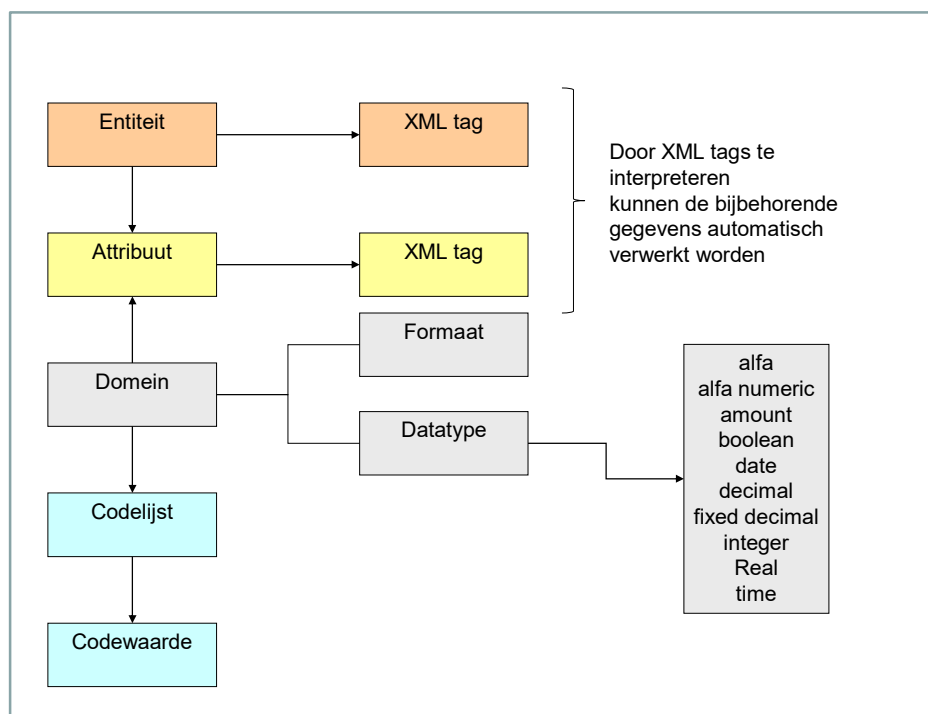 Entiteit
XML tag
Door XML tags te
interpreteren
kunnen de bijbehorende
gegevens automatisch
verwerkt worden
Attribuut
XML tag
Formaat
Domein
Datatype
alfa
alfa numeric
amount
boolean
date
decimal
fixed decimal
integer
Real
time
Codelijst
Codewaarde